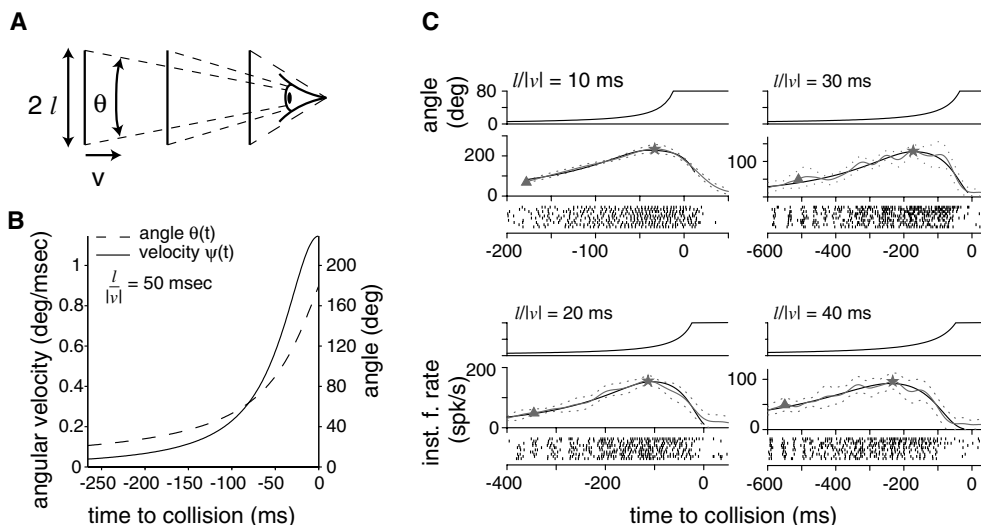 A
2 l
θ
v
B
angle θ(t)
velocity ψ(t)
l/|v| = 50 msec
angular velocity (deg/msec)
1
0.8
0.6
0.4
0.2
0
angle (deg)
200
160
120
80
40
0
-250 -200 -150 -100 -50 0
time to collision (ms)
C
l/|v| = 10 ms
angle (deg)
80
0
200
0
-200 -100 0
l/|v| = 30 ms
100
0
-600 -400 -200 0
l/|v| = 20 ms
inst. f. rate (spk/s)
200
0
-400 -200 0
l/|v| = 40 ms
100
0
-600 -400 -200 0
time to collision (ms)